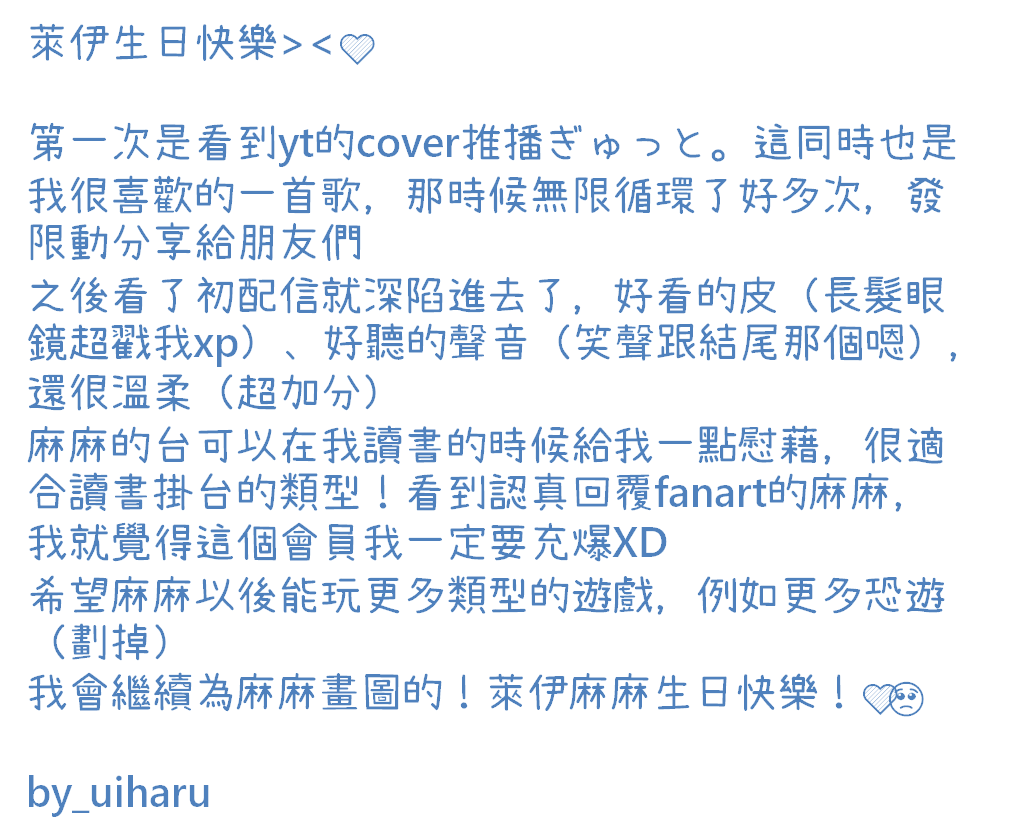 萊伊生日快樂><♡
第一次是看到yt的cover推播ぎゅっと。這同時也是
我很喜歡的一首歌，那時候無限循環了好多次，發
限動分享給朋友們
之後看了初配信就深陷進去了，好看的皮（長髮眼
鏡超戳我xp）、好聽的聲音（笑聲跟結尾那個嗯），
還很溫柔（超加分）
麻麻的台可以在我讀書的時候給我一點慰藉，很適
合讀書掛台的類型！看到認真回覆fanart的麻麻，
我就覺得這個會員我一定要充爆XD
希望麻麻以後能玩更多類型的遊戲，例如更多恐遊
（劃掉）
我會繼續為麻麻畫圖的！萊伊麻麻生日快樂！♡🥺
by_uiharu